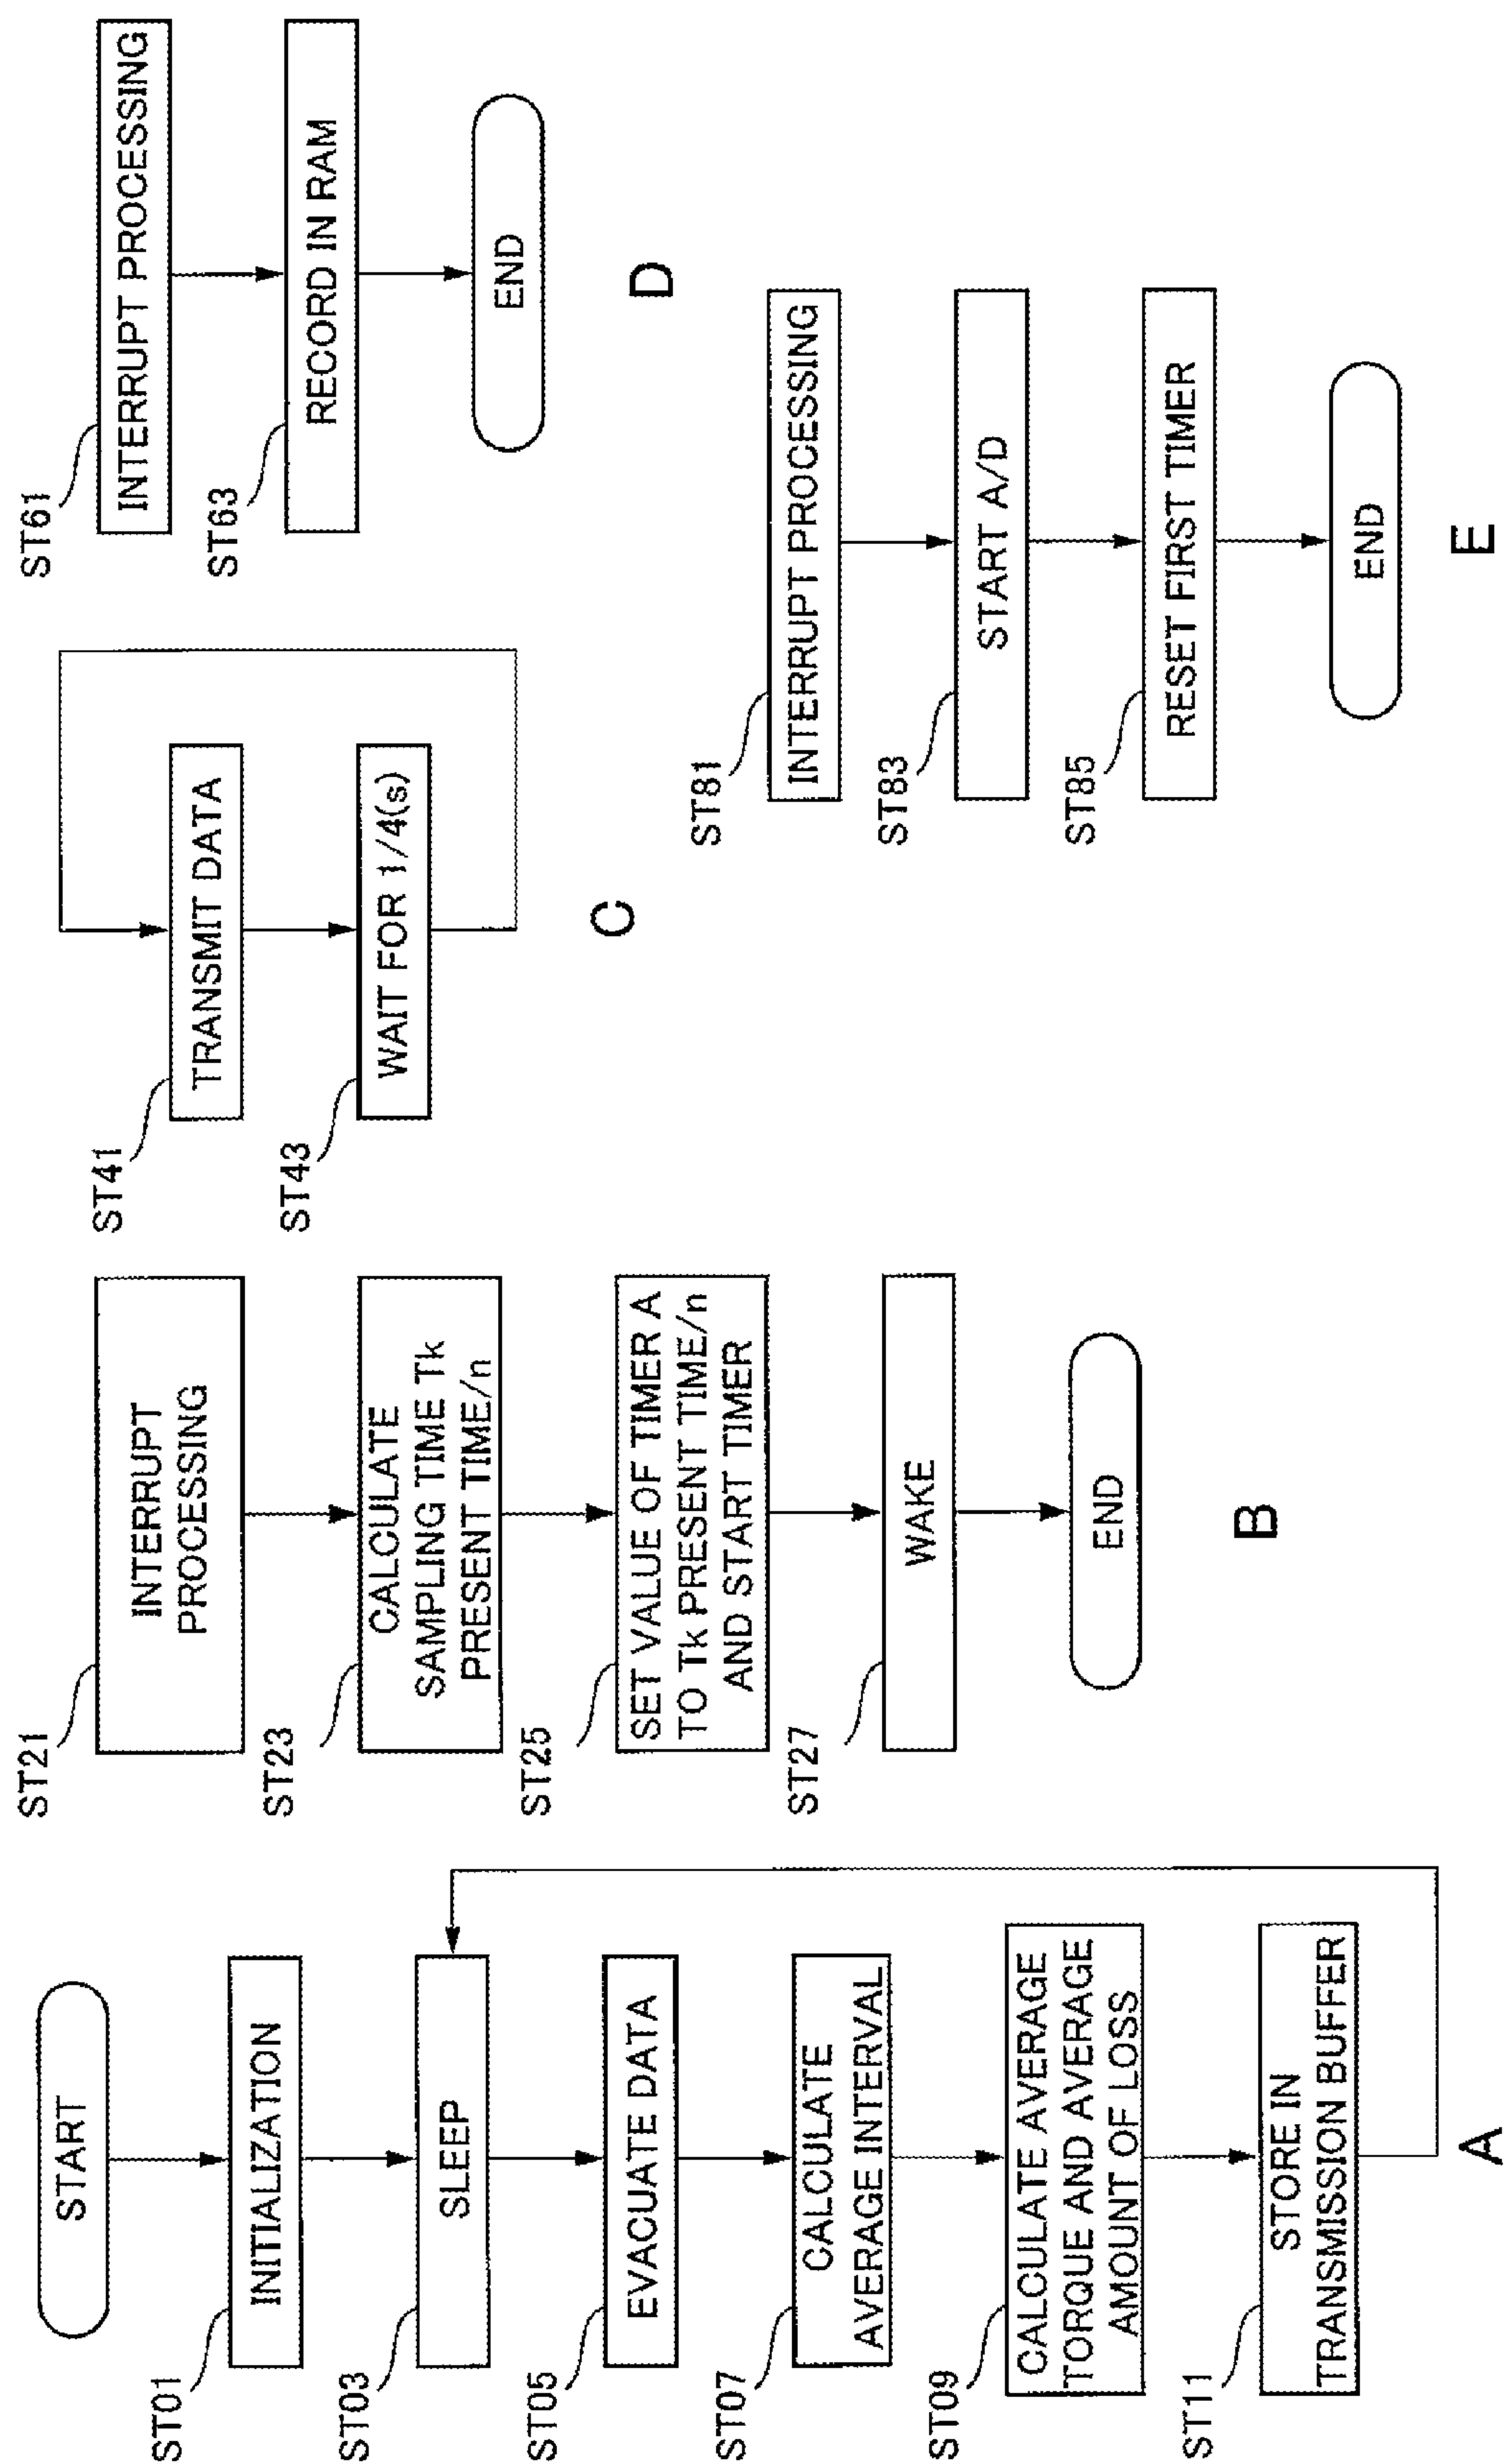 START
ST01
INITIALIZATION
ST03
SLEEP
ST05
EVACUATE DATA
ST07
CALCULATE
AVERAGE INTERVAL
ST09
CALCULATE AVERAGE
TORQUE AND AVERAGE
AMOUNT OF LOSS
ST11
STORE IN
TRANSMISSION BUFFER
A
ST21
INTERRUPT
PROCESSING
ST23
CALCULATE
SAMPLING TIME Tk
PRESENT TIME/n
ST25
SET VALUE OF TIMER A
TO Tk PRESENT TIME/n
AND START TIMER
ST27
WAKE
END
B
ST41
TRANSMIT DATA
ST43
WAIT FOR 1/4(s)
C
ST61
INTERRUPT PROCESSING
ST63
RECORD IN RAM
END
D
ST81
INTERRUPT PROCESSING
ST83
START A/D
ST85
RESET FIRST TIMER
END
E